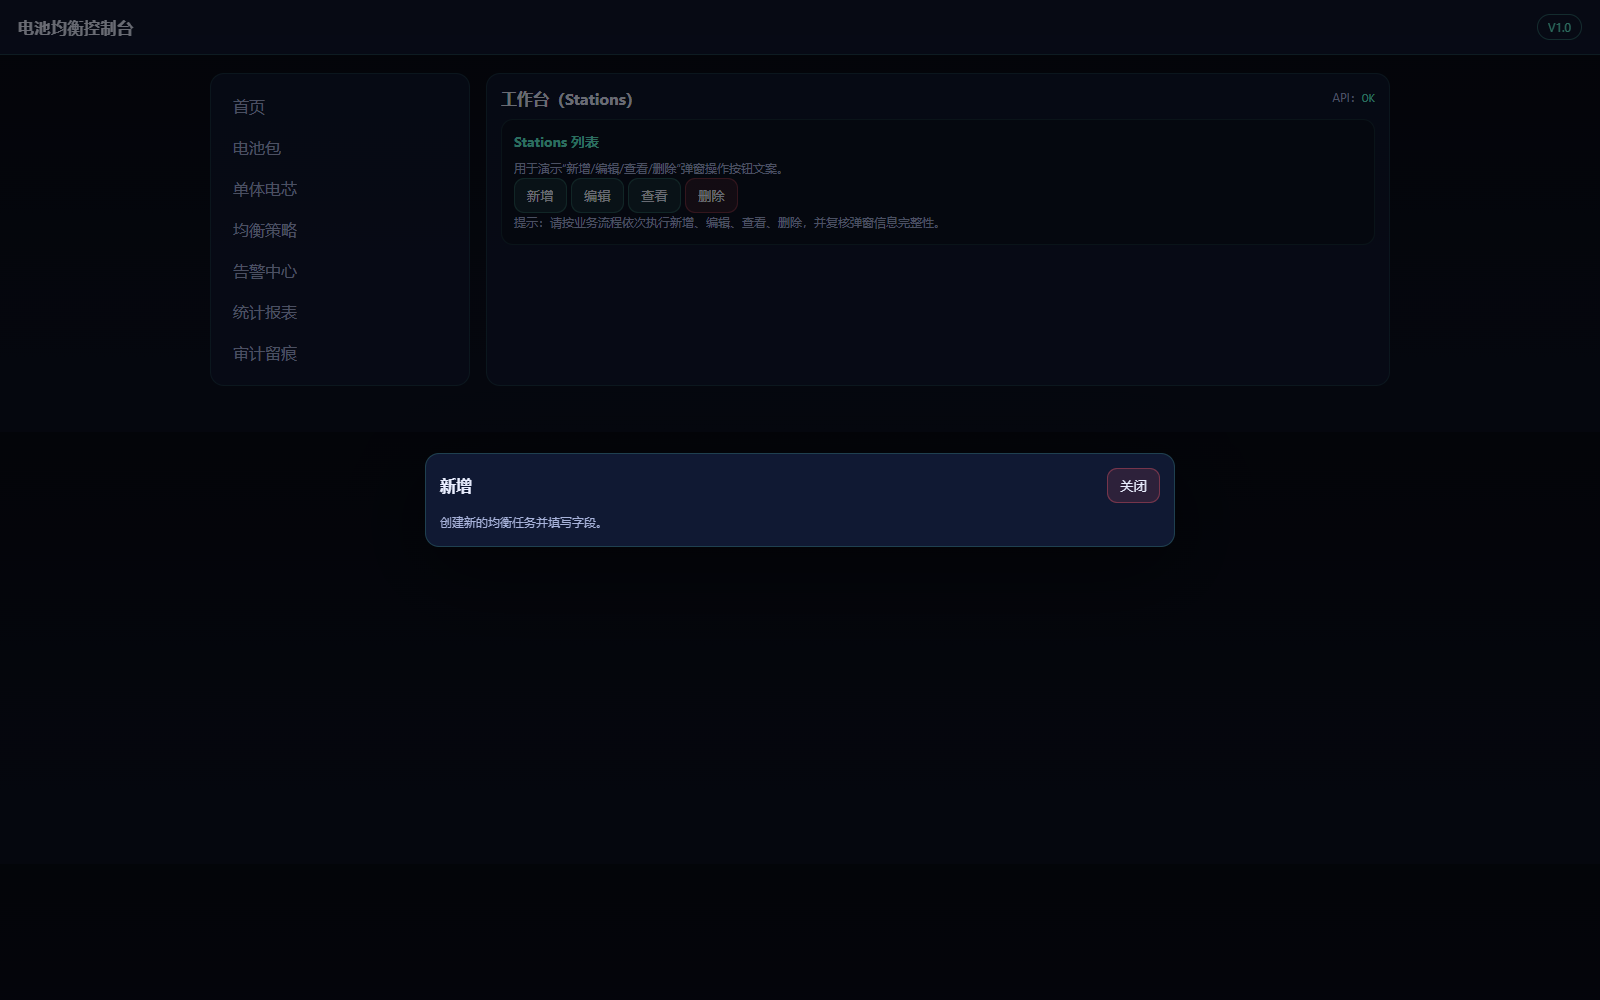 电池均衡控制台
V1.0
首页
电池包
单体电芯
均衡策略
告警中心
统计报表
审计留痕
工作台（Stations）
API：OK
Stations 列表
用于演示“新增/编辑/查看/删除”弹窗操作按钮文案。
新增 编辑 查看 删除
提示：请按业务流程依次执行新增、编辑、查看、删除，并复核弹窗信息完整性。
新增
关闭
创建新的均衡任务并填写字段。